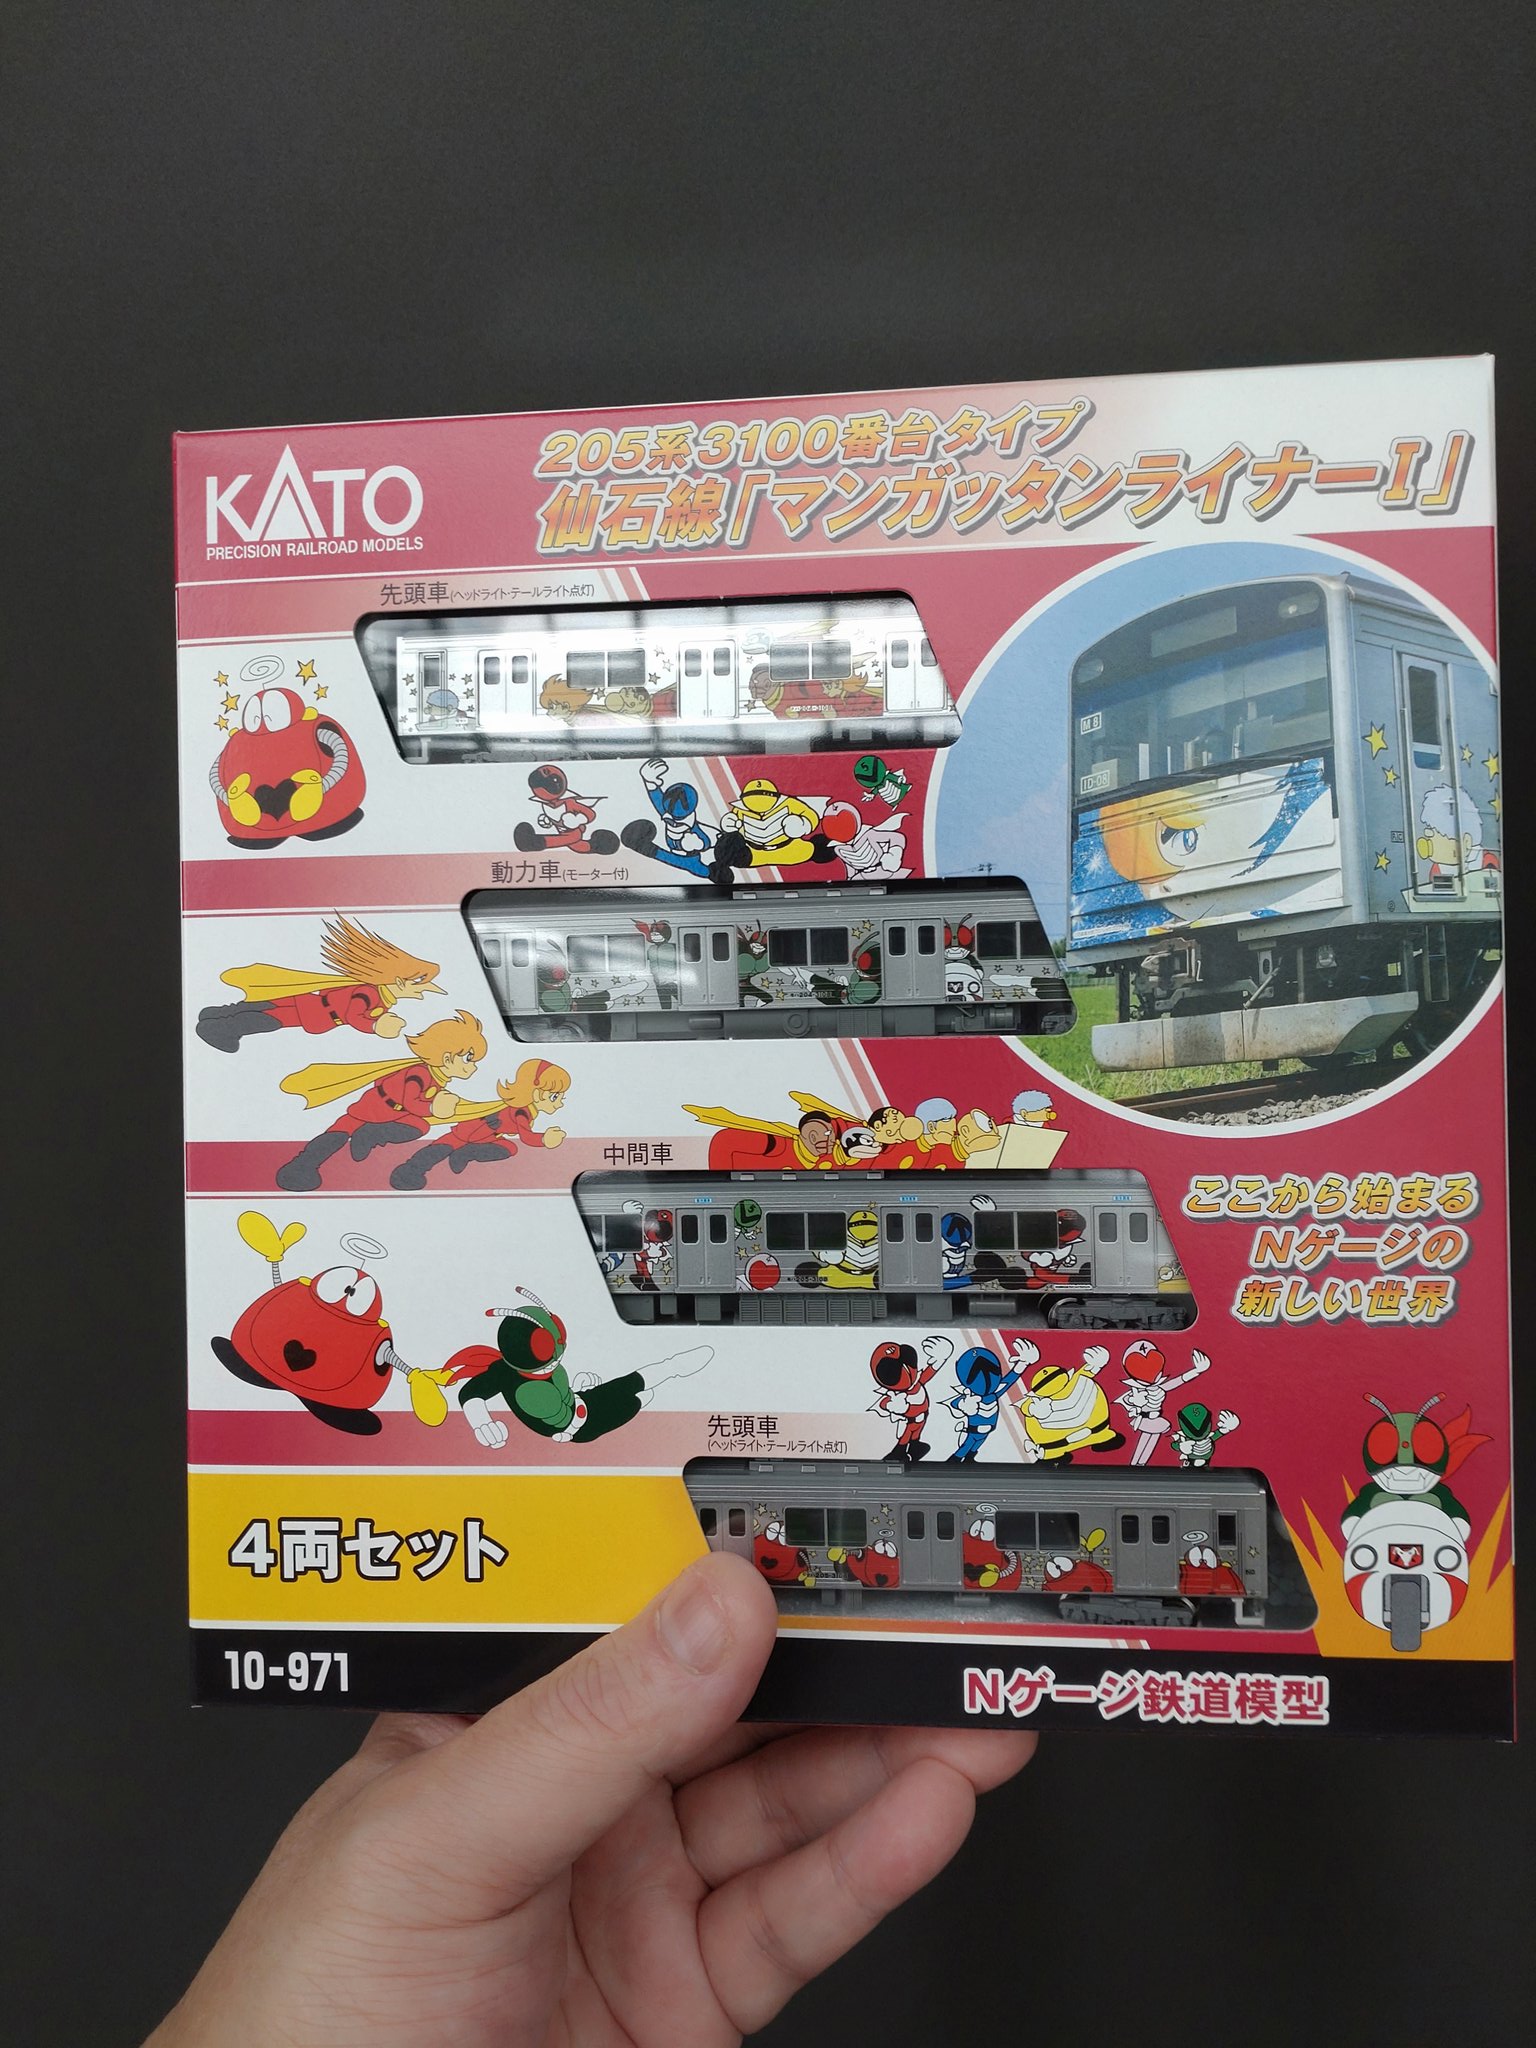 KATO
PRECISION RAILROAD MODELS
205系3100番台タイプ
仙石線「マンガッタンライナーI」
先頭車(ヘッドライト・テールライト点灯)
M8
ID-08
動力車(モーター付)
中間車
ここから始まる
Nゲージの
新しい世界
先頭車
(ヘッドライト・テールライト点灯)
4両セット
10-971
Nゲージ鉄道模型